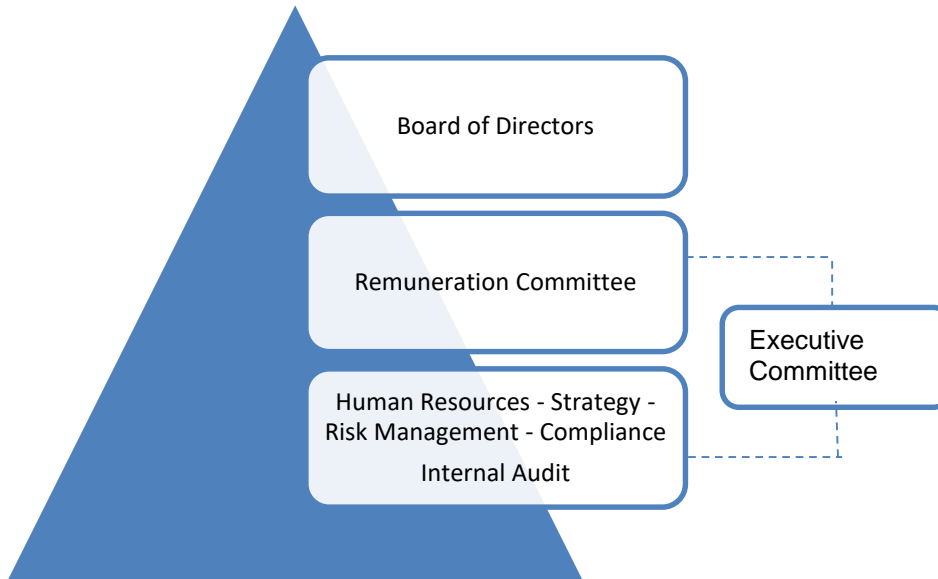 Board of Directors
Remuneration Committee
Executive
Committee
Human Resources - Strategy -
Risk Management - Compliance
Internal Audit